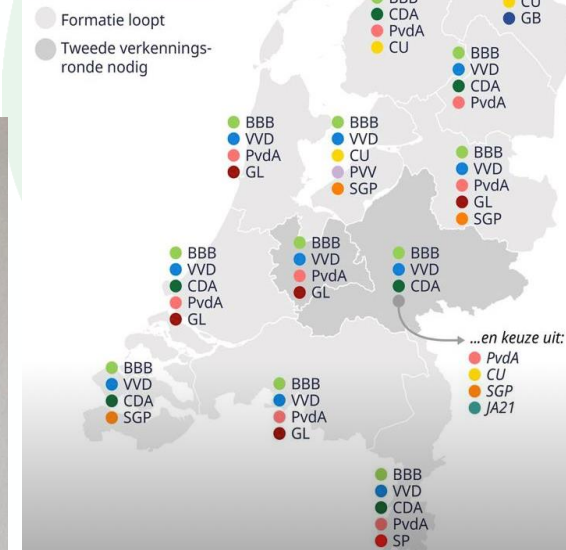 Formatie loopt
Tweede verkennings-
ronde nodig
BBB
CDA
PvdA
CU
CU
GB
BBB
VVD
CDA
PvdA
BBB
VVD
PvdA
GL
BBB
VVD
CU
PVV
SGP
BBB
VVD
PvdA
GL
SGP
BBB
VVD
PvdA
GL
BBB
VVD
CDA
...en keuze uit:
PvdA
CU
SGP
JA21
BBB
VVD
CDA
PvdA
GL
BBB
VVD
CDA
SGP
BBB
VVD
PvdA
GL
BBB
VVD
CDA
PvdA
SP